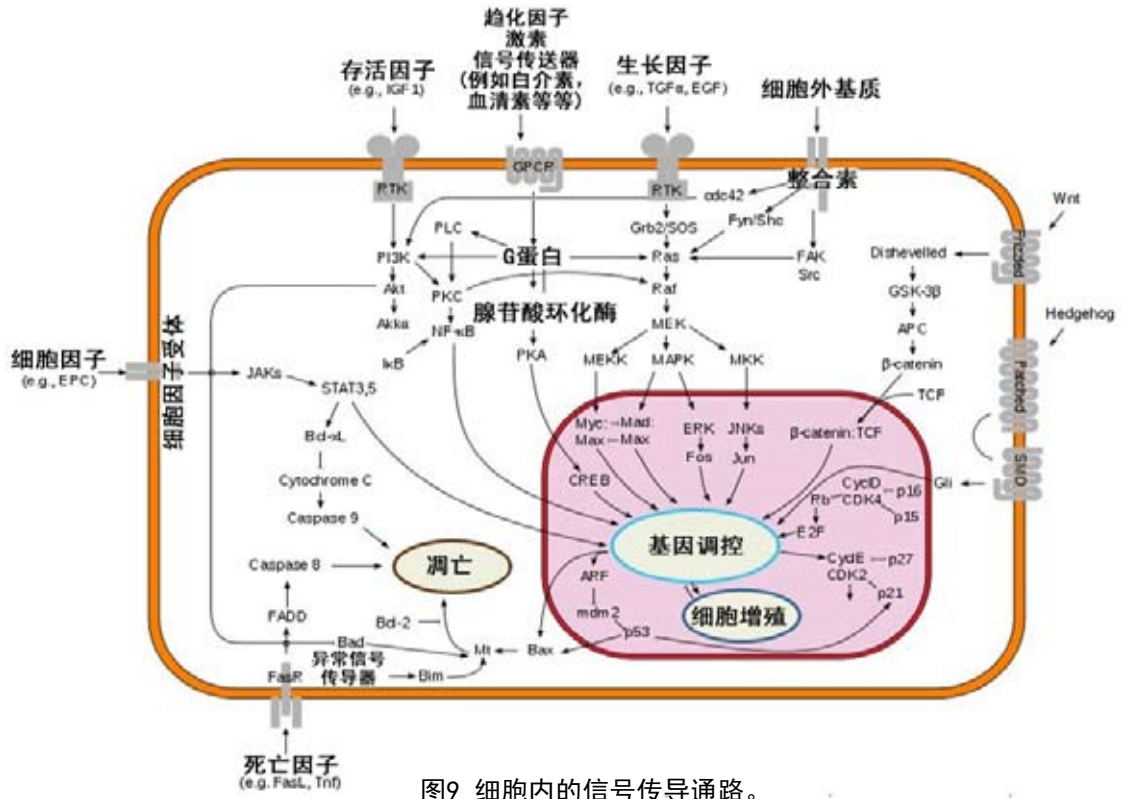 趋化因子
激素
信号传送器
(例如白介素,
血清素等等)
存活因子
(e.g., IGF1)
生长因子
(e.g., TGFα, EGF)
细胞外基质
RTK
GPCR
RTK
整合素
cdc42
Wnt
PLC
Grb2/SOS
Fyn/Shc
Frizzled
Dishevelled
PI3K
G蛋白
Ras
FAK
Src
GSK-3β
Akt
PKC
Raf
Hedgehog
Akkα
NF-κB
腺苷酸环化酶
MEK
APC
细胞因子受体
IκB
PKA
MEKK
MAPK
MKK
β-catenin
细胞因子
(e.g., EPC)
JAKs
STAT3,5
TCF
Patched
Myc:
Mad:
Max
Max
ERK
JNKs
β-catenin:TCF
Bcl-xL
Fos
Jun
Cytochrome C
CREB
CyclD
p16
Rb
CDK4
p15
Gli
SMO
Caspase 9
E2F
基因调控
Caspase 8
凋亡
ARF
CyclE
p27
CDK2
p21
FADD
Bcl-2
mdm2
细胞增殖
p53
Bad
Mt
Bax
异常信号
传导器
FasR
Bim
死亡因子
(e.g. FasL, Tnf)
图9 细胞内的信号传导通路。